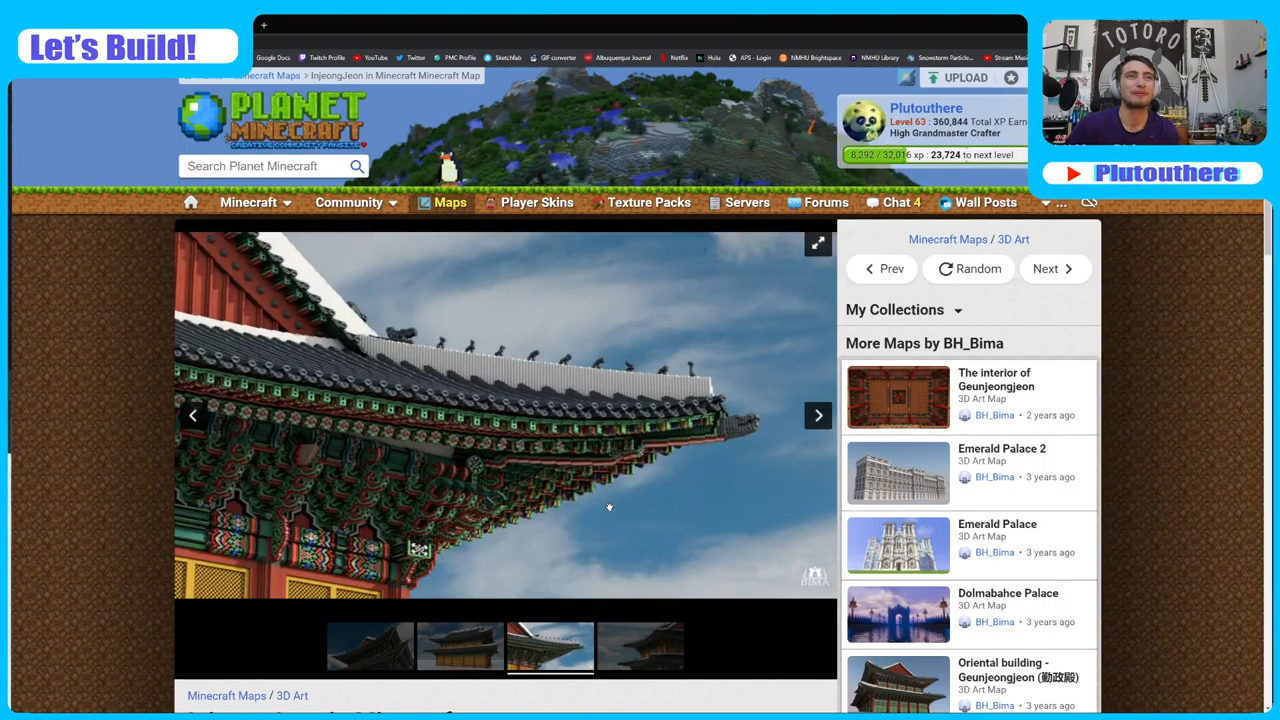 Let's Build!
+
Google Docs Twitch Profile YouTube Twitter PMC Profile Sketchfab GIF converter Albuquerque Journal Netflix Hulu APS - Login NMHU Brightspace NMHU Library Snowstorm Particle... Stream Music
Minecraft Maps > InjeongJeon in Minecraft Minecraft Map
UPLOAD
PLANET
MINECRAFT
CREATIVE COMMUNITY FANSITE
Search Planet Minecraft
Plutouthere
Level 63 : 360,844 Total XP Earn
High Grandmaster Crafter
8,292 / 32,016 xp : 23,724 to next level
TOTORO
Plutouthere
Minecraft Community Maps Player Skins Texture Packs Servers Forums Chat 4 Wall Posts ...
Minecraft Maps / 3D Art
Prev Random Next
My Collections
More Maps by BH_Bima
The interior of
Geunjeongjeon
3D Art Map
BH_Bima • 2 years ago
Emerald Palace 2
3D Art Map
BH_Bima • 3 years ago
Emerald Palace
3D Art Map
BH_Bima • 3 years ago
Dolmabahce Palace
3D Art Map
BH_Bima • 3 years ago
Oriental building -
Geunjeongjeon (勤政殿)
3D Art Map
BH_Bima • 3 years ago
BIMA
Minecraft Maps / 3D Art